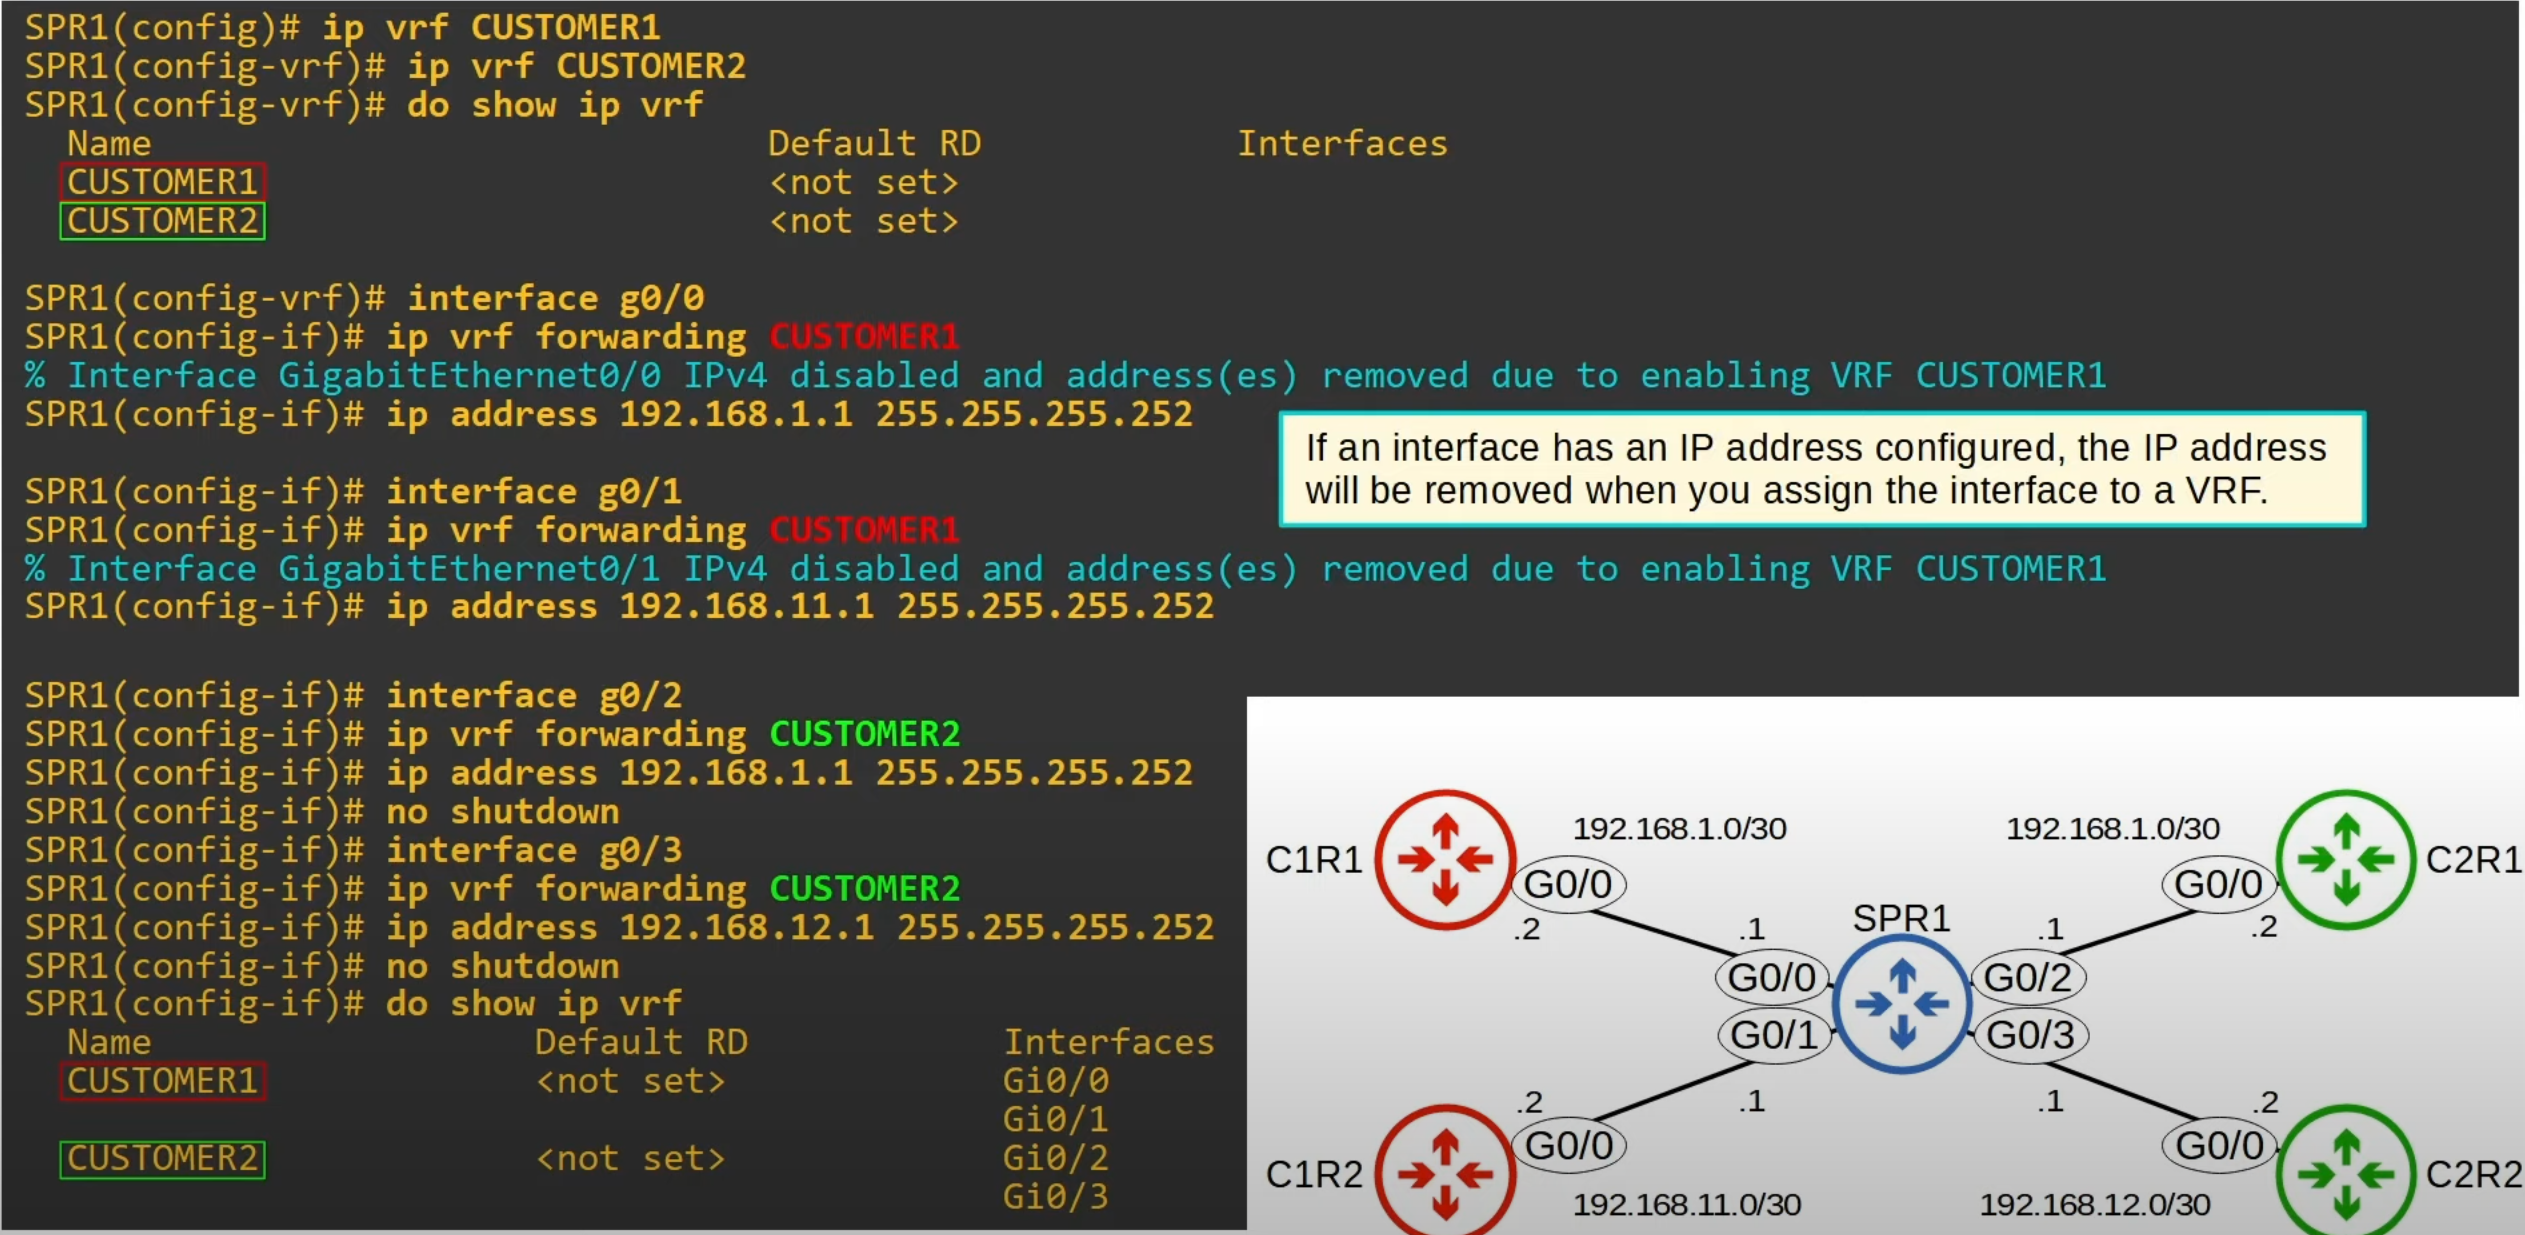 SPR1(config)# ip vrf CUSTOMER1
SPR1(config-vrf)# ip vrf CUSTOMER2
SPR1(config-vrf)# do show ip vrf
Name Default RD Interfaces
CUSTOMER1 <not set>
CUSTOMER2 <not set>
SPR1(config-vrf)# interface g0/0
SPR1(config-if)# ip vrf forwarding CUSTOMER1
% Interface GigabitEthernet0/0 IPv4 disabled and address(es) removed due to enabling VRF CUSTOMER1
SPR1(config-if)# ip address 192.168.1.1 255.255.255.252
If an interface has an IP address configured, the IP address
will be removed when you assign the interface to a VRF.
SPR1(config-if)# interface g0/1
SPR1(config-if)# ip vrf forwarding CUSTOMER1
% Interface GigabitEthernet0/1 IPv4 disabled and address(es) removed due to enabling VRF CUSTOMER1
SPR1(config-if)# ip address 192.168.11.1 255.255.255.252
SPR1(config-if)# interface g0/2
SPR1(config-if)# ip vrf forwarding CUSTOMER2
SPR1(config-if)# ip address 192.168.1.1 255.255.255.252
SPR1(config-if)# no shutdown
SPR1(config-if)# interface g0/3
SPR1(config-if)# ip vrf forwarding CUSTOMER2
SPR1(config-if)# ip address 192.168.12.1 255.255.255.252
SPR1(config-if)# no shutdown
SPR1(config-if)# do show ip vrf
Name Default RD Interfaces
CUSTOMER1 <not set> Gi0/0
Gi0/1
CUSTOMER2 <not set> Gi0/2
Gi0/3
192.168.1.0/30 192.168.1.0/30
C1R1 G0/0 G0/0 C2R1
.2 .1 SPR1 .1 .2
G0/0 G0/2
G0/1 G0/3
.2 .1 .1 .2
G0/0 G0/0
C1R2 C2R2
192.168.11.0/30 192.168.12.0/30